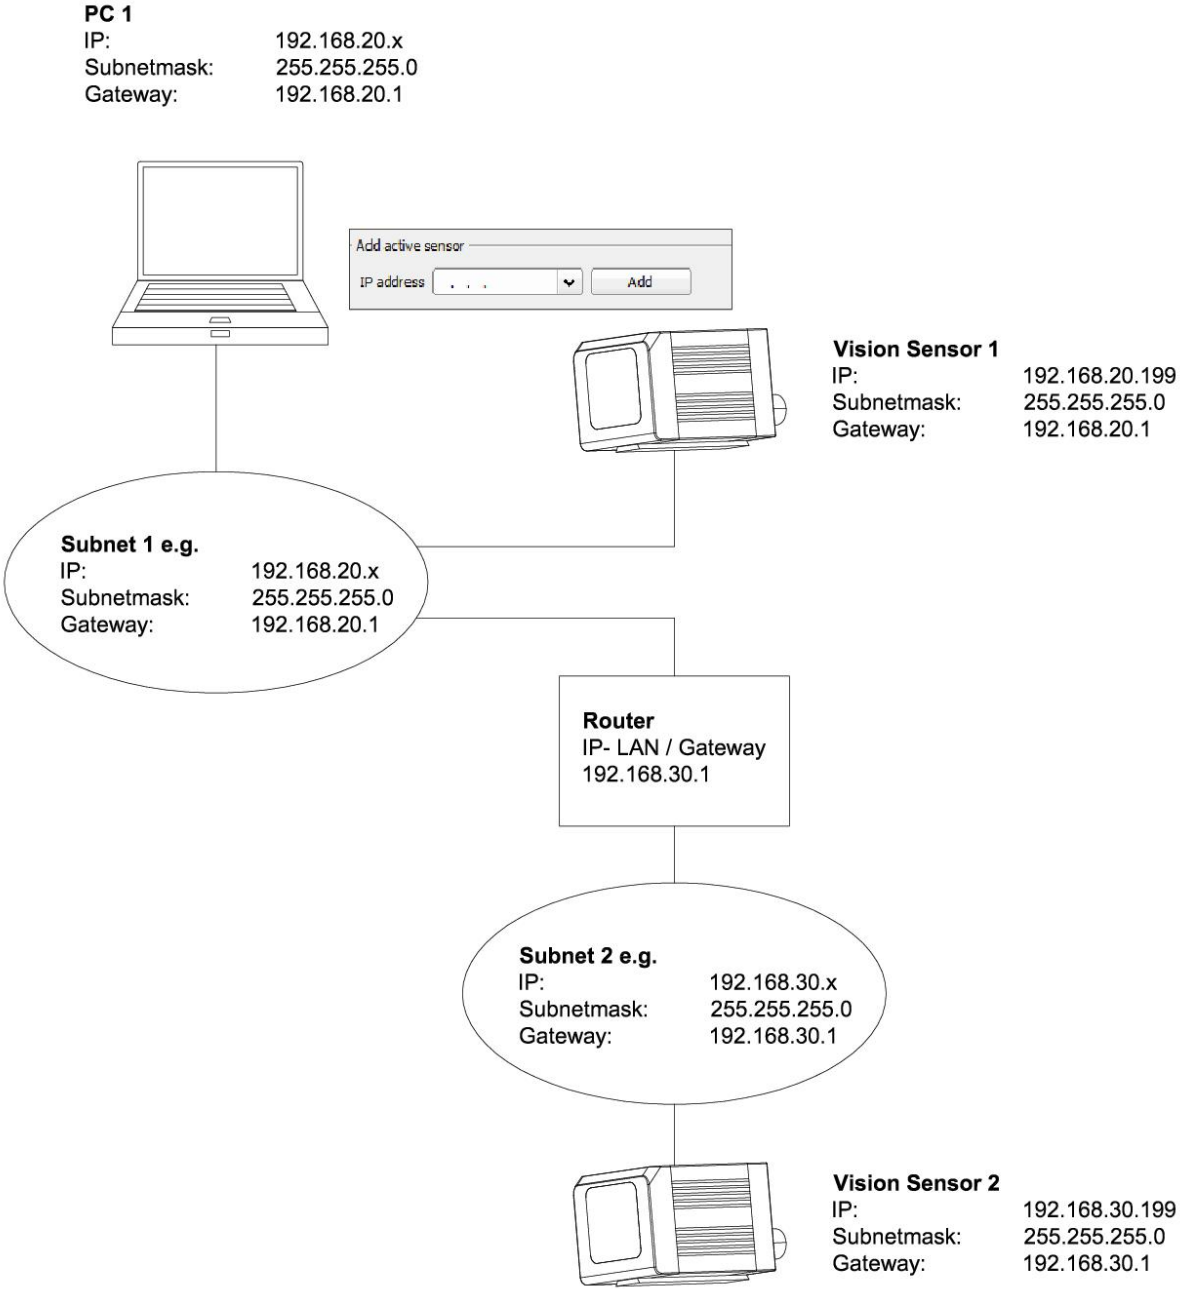 PC 1
IP: 192.168.20.x
Subnetmask: 255.255.255.0
Gateway: 192.168.20.1
Add active sensor
IP address . . . Add
Vision Sensor 1
IP: 192.168.20.199
Subnetmask: 255.255.255.0
Gateway: 192.168.20.1
Subnet 1 e.g.
IP: 192.168.20.x
Subnetmask: 255.255.255.0
Gateway: 192.168.20.1
Router
IP- LAN / Gateway
192.168.30.1
Subnet 2 e.g.
IP: 192.168.30.x
Subnetmask: 255.255.255.0
Gateway: 192.168.30.1
Vision Sensor 2
IP: 192.168.30.199
Subnetmask: 255.255.255.0
Gateway: 192.168.30.1